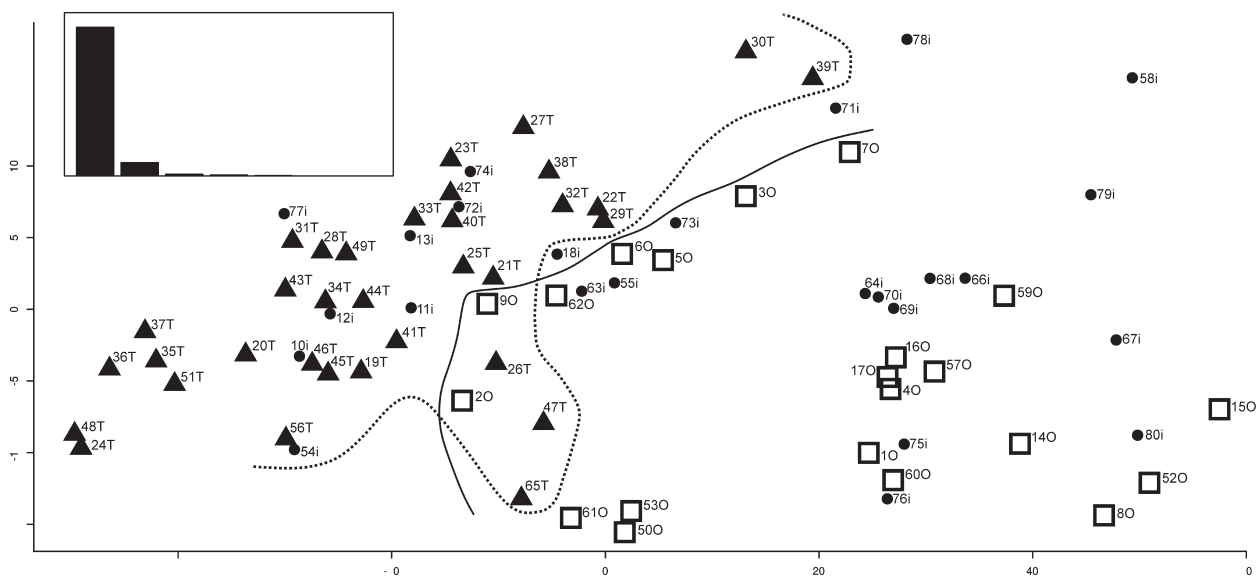 30T
78i
39T
58i
71i
27T
7O
23T
74i
38T
10
42T
3O
79i
32T
22T
33T
72i
77i
29T
40T
73i
31T
13i
28T
49T
6O
5
18i
5O
25T
21T
43T
34T
44T
63i
55i
64i
70i
68i
66i
59O
9O
62O
0
12i
11i
69i
37T
41T
67i
20T
10i
46T
16O
36T
35T
45T
19T
26T
17O
57O
51T
4O
-5
2O
47T
15O
48T
56T
24T
54i
75i
14O
80i
-1
1O
65T
60O
52O
76i
61O
53O
8O
50O
- 0
0
20
40
0